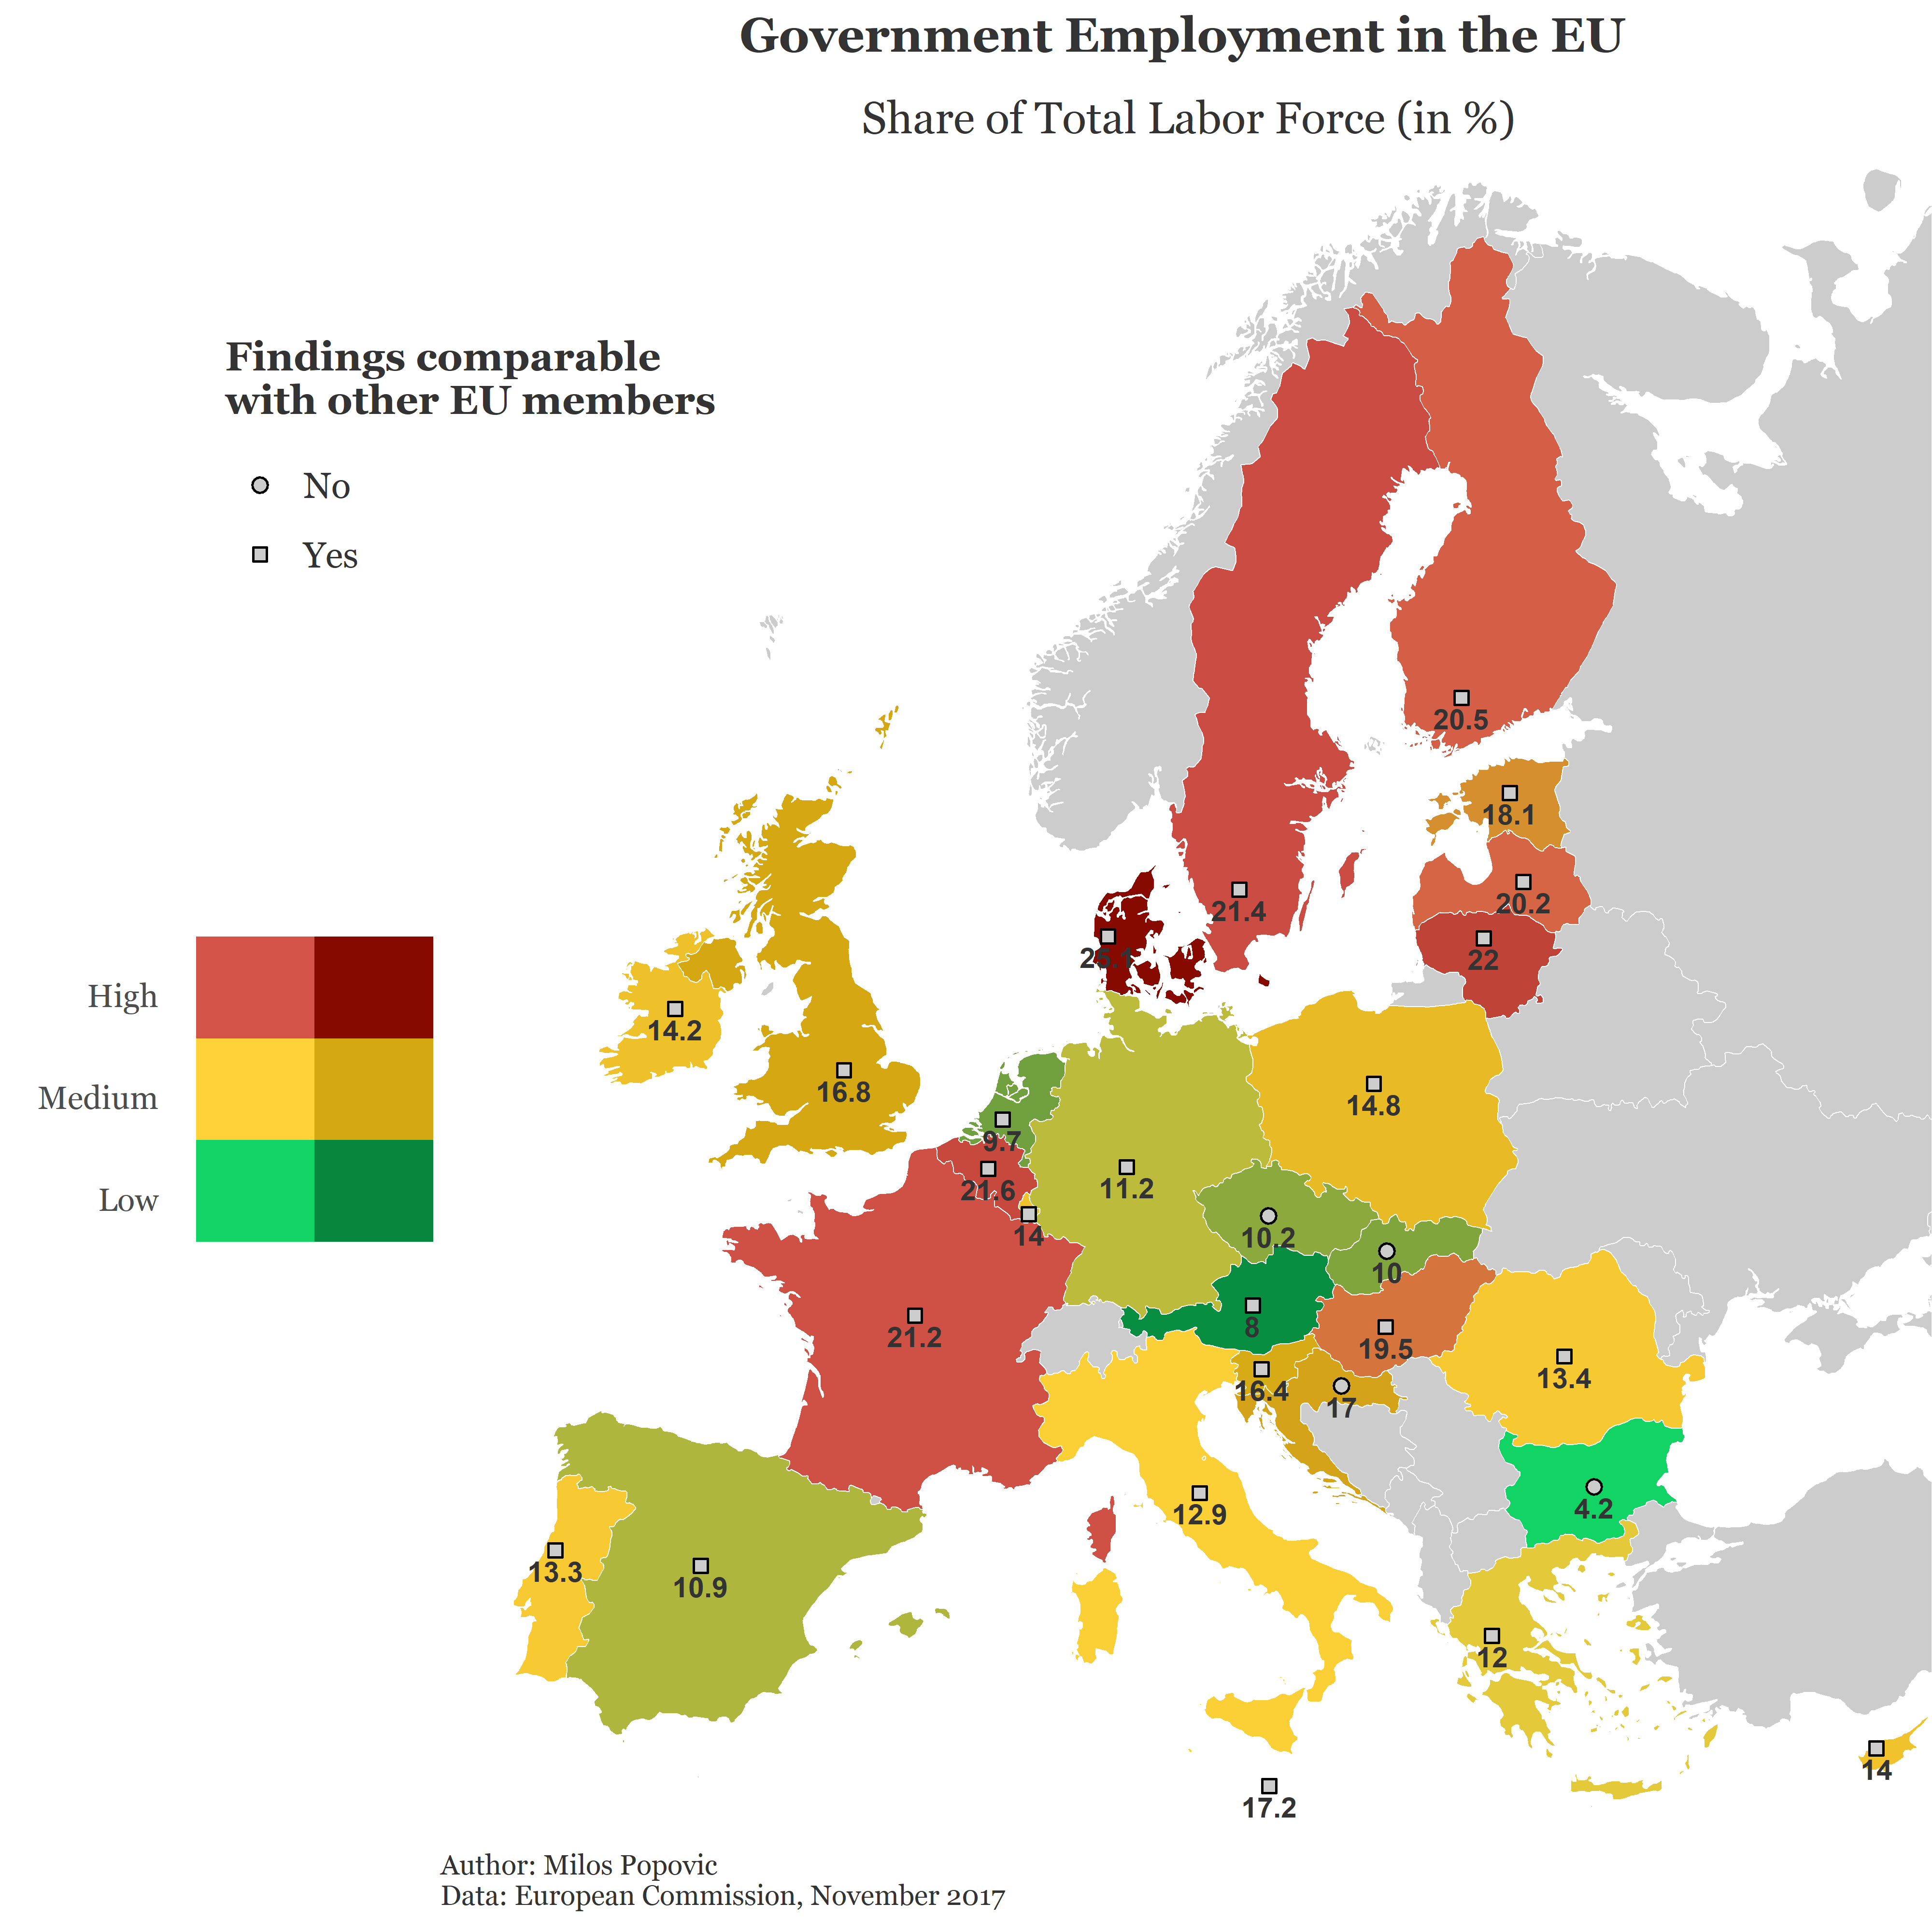 Government Employment in the EU
Share of Total Labor Force (in %)
Findings comparable
with other EU members
No
Yes
20.5
18.1
20.2
21.4
22
25.1
14.2
16.8
14.8
9.7
21.6
11.2
14
10.2
10
8
21.2
19.5
16.4
17
13.4
12.9
4.2
13.3
10.9
12
14
17.2
High
Medium
Low
Author: Milos Popovic
Data: European Commission, November 2017